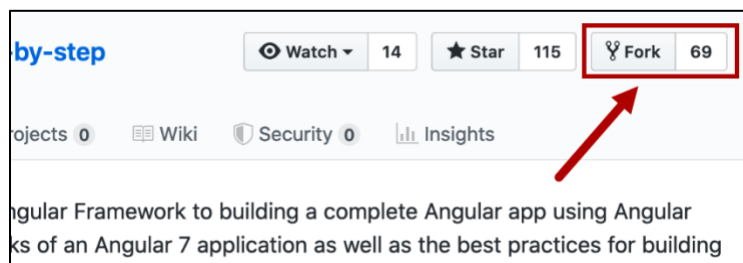 -by-step Watch 14 Star 115 Fork 69
rojects 0 Wiki Security 0 Insights
ngular Framework to building a complete Angular app using Angular
ks of an Angular 7 application as well as the best practices for building